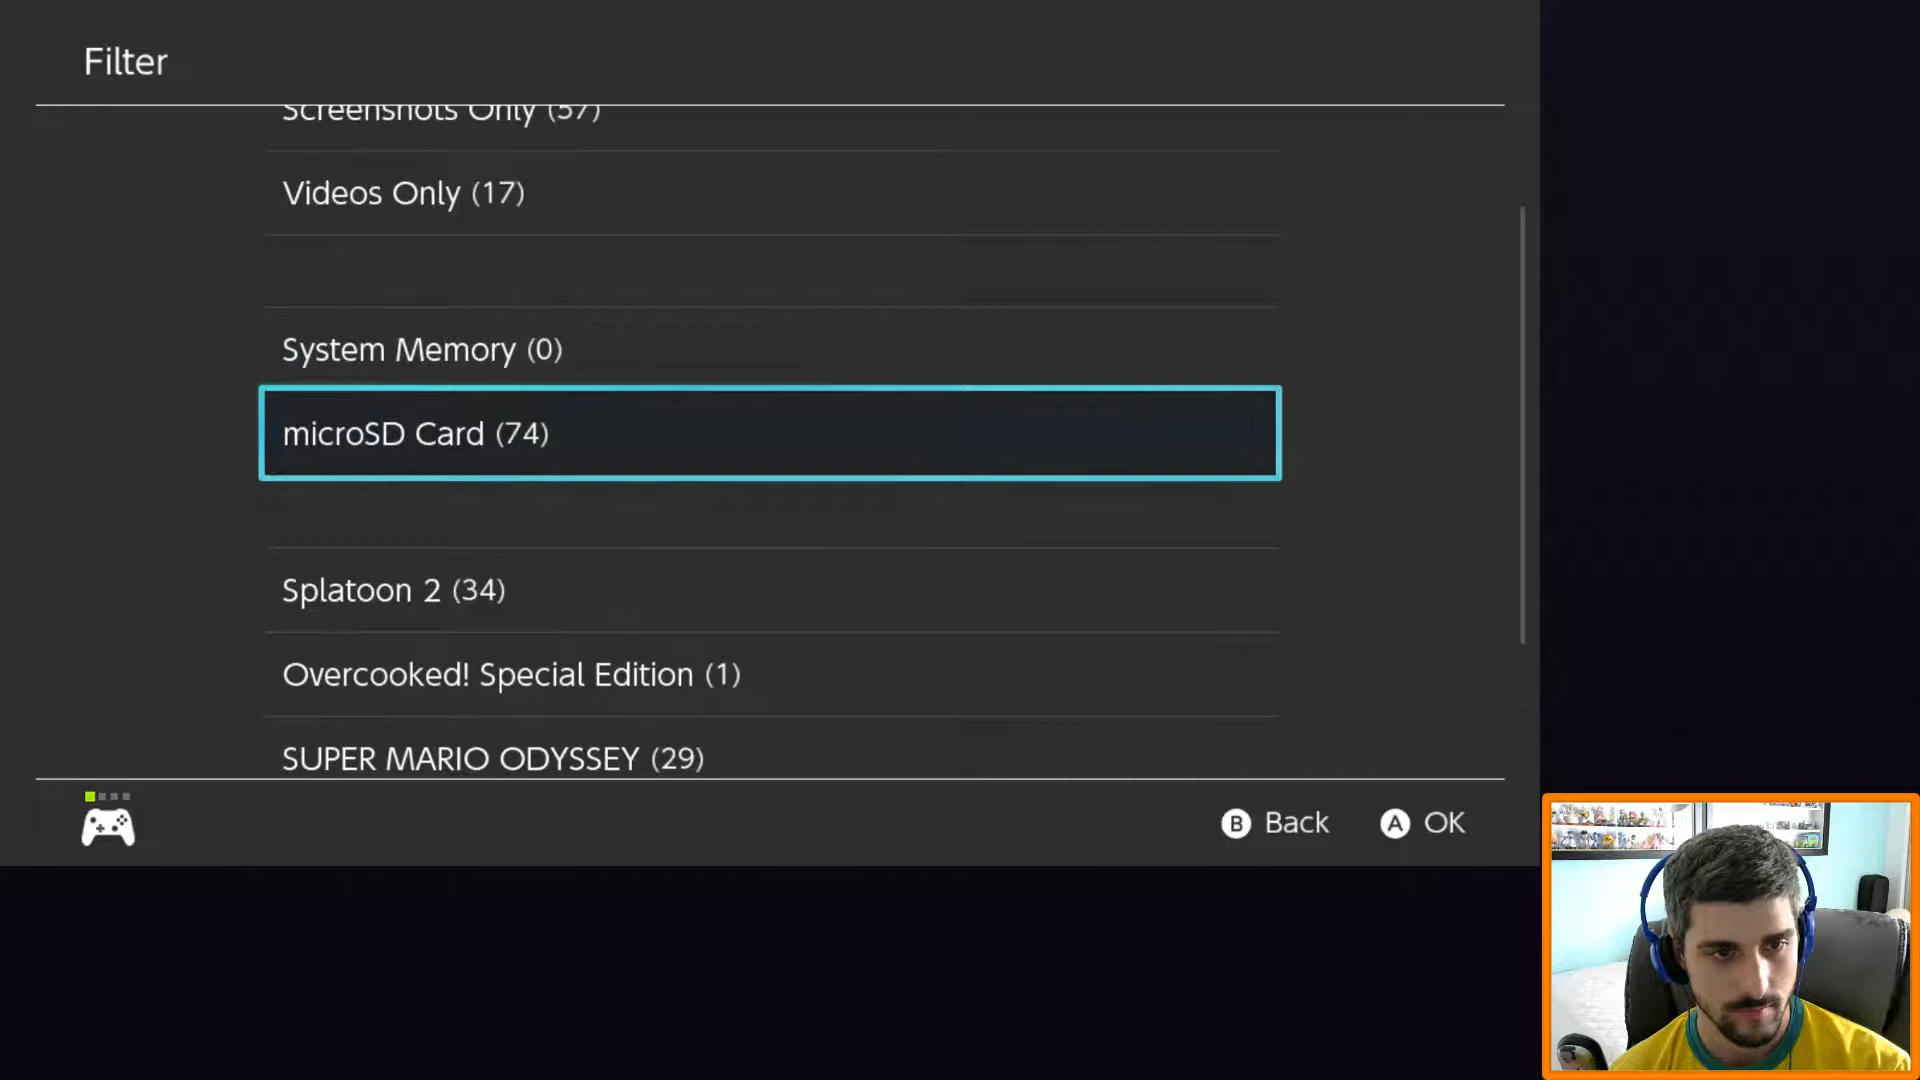 Filter
Screenshots Only (57)
Videos Only (17)
System Memory (0)
microSD Card (74)
Splatoon 2 (34)
Overcooked! Special Edition (1)
SUPER MARIO ODYSSEY (29)
B Back A OK